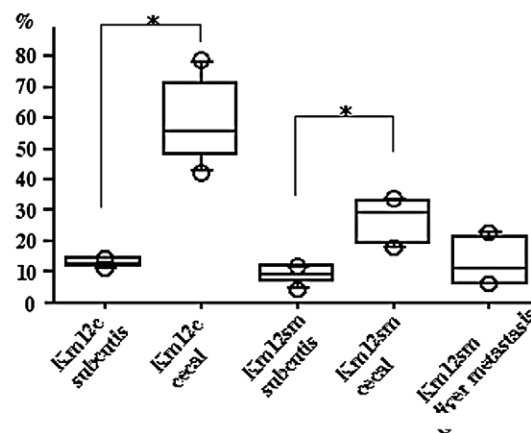 %
80
70
60
50
40
30
20
10
0
*
*
Km12c
subcutis
Km12c
cecal
Km12sm
subcutis
Km12sm
cecal
Km12sm
liver metastasis